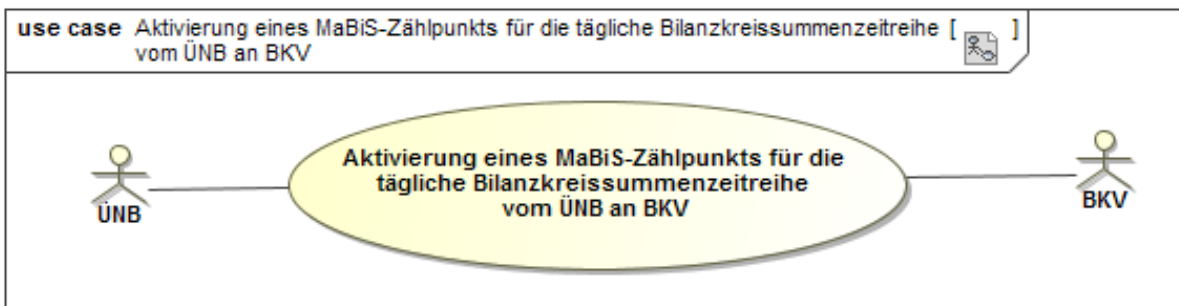 use case Aktivierung eines MaBiS-Zählpunkts für die tägliche Bilanzkreissummenzeitreihe [ ]
vom ÜNB an BKV
Aktivierung eines MaBiS-Zählpunkts für die
tägliche Bilanzkreissummenzeitreihe
vom ÜNB an BKV
ÜNB
BKV